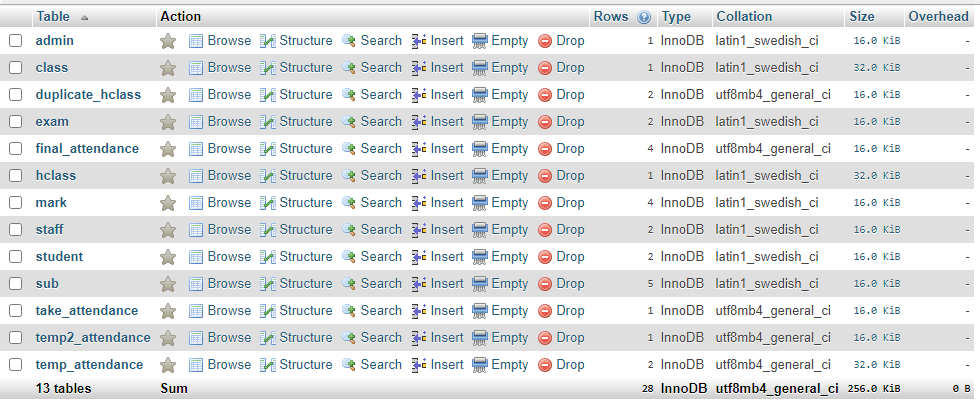 Table Action Rows Type Collation Size Overhead
admin Browse Structure Search Insert Empty Drop 1 InnoDB latin1_swedish_ci 16.0 KiB -
class Browse Structure Search Insert Empty Drop 1 InnoDB latin1_swedish_ci 32.0 KiB -
duplicate_hclass Browse Structure Search Insert Empty Drop 2 InnoDB utf8mb4_general_ci 16.0 KiB -
exam Browse Structure Search Insert Empty Drop 2 InnoDB latin1_swedish_ci 16.0 KiB -
final_attendance Browse Structure Search Insert Empty Drop 4 InnoDB utf8mb4_general_ci 16.0 KiB -
hclass Browse Structure Search Insert Empty Drop 1 InnoDB latin1_swedish_ci 32.0 KiB -
mark Browse Structure Search Insert Empty Drop 4 InnoDB latin1_swedish_ci 16.0 KiB -
staff Browse Structure Search Insert Empty Drop 2 InnoDB latin1_swedish_ci 16.0 KiB -
student Browse Structure Search Insert Empty Drop 2 InnoDB latin1_swedish_ci 16.0 KiB -
sub Browse Structure Search Insert Empty Drop 5 InnoDB latin1_swedish_ci 16.0 KiB -
take_attendance Browse Structure Search Insert Empty Drop 1 InnoDB utf8mb4_general_ci 16.0 KiB -
temp2_attendance Browse Structure Search Insert Empty Drop 1 InnoDB utf8mb4_general_ci 16.0 KiB -
temp_attendance Browse Structure Search Insert Empty Drop 2 InnoDB utf8mb4_general_ci 32.0 KiB -
13 tables Sum 28 InnoDB utf8mb4_general_ci 256.0 KiB 0 B